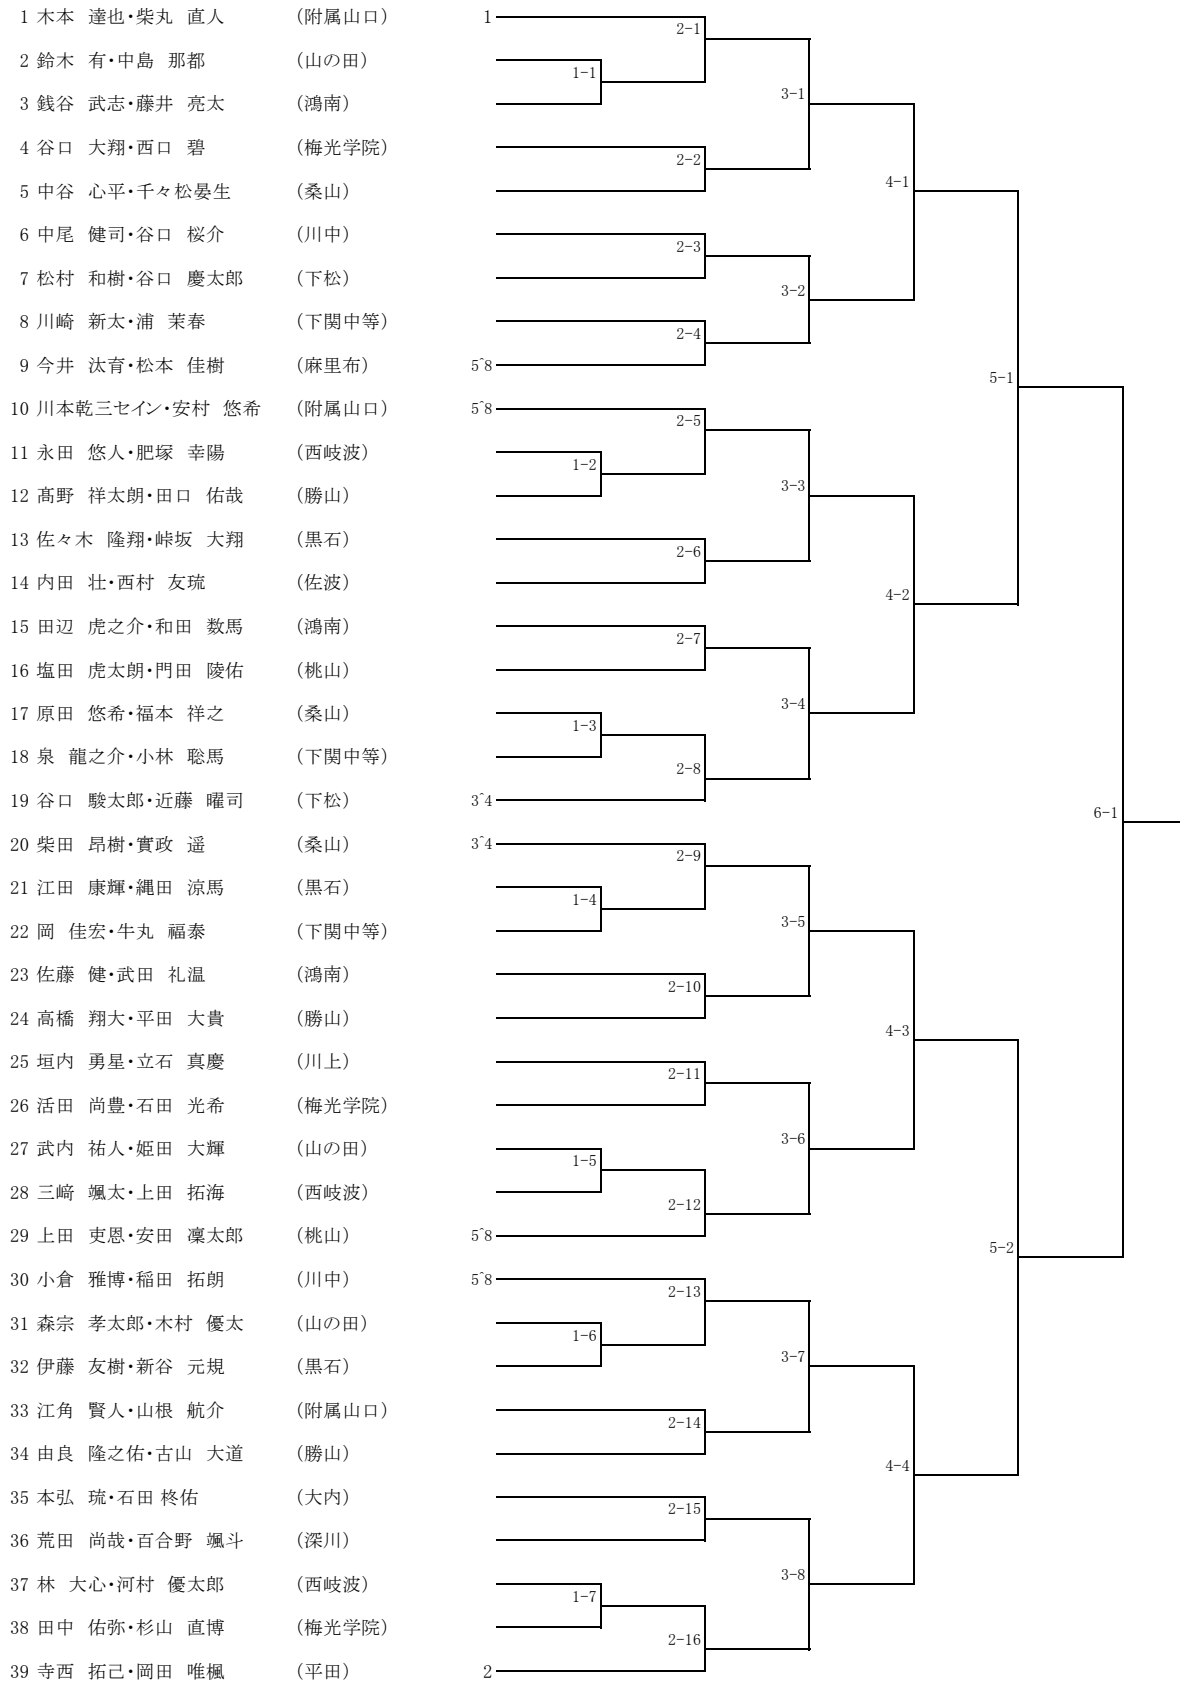 1 木本 達也・柴丸 直人 (附属山口) 1
2-1
2 鈴木 有・中島 那都 (山の田)
1-1
3 銭谷 武志・藤井 亮太 (鴻南)
3-1
4 谷口 大翔・西口 碧 (梅光学院)
2-2
5 中谷 心平・千々松晏生 (桑山)
4-1
6 中尾 健司・谷口 桜介 (川中)
2-3
7 松村 和樹・谷口 慶太郎 (下松)
3-2
8 川崎 新太・浦 茉春 (下関中等)
2-4
9 今井 汰育・松本 佳樹 (麻里布) 5~8
5-1
10 川本乾三セイン・安村 悠希 (附属山口) 5~8
2-5
11 永田 悠人・肥塚 幸陽 (西岐波)
1-2
12 髙野 祥太朗・田口 佑哉 (勝山)
3-3
13 佐々木 隆翔・峠坂 大翔 (黒石)
2-6
14 内田 壮・西村 友琉 (佐波)
4-2
15 田辺 虎之介・和田 数馬 (鴻南)
2-7
16 塩田 虎太朗・門田 陵佑 (桃山)
3-4
17 原田 悠希・福本 祥之 (桑山)
1-3
18 泉 龍之介・小林 聡馬 (下関中等)
2-8
19 谷口 駿太郎・近藤 曜司 (下松) 3~4
6-1
20 柴田 昂樹・實政 遥 (桑山) 3~4
2-9
21 江田 康輝・縄田 涼馬 (黒石)
1-4
22 岡 佳宏・牛丸 福泰 (下関中等)
3-5
23 佐藤 健・武田 礼温 (鴻南)
2-10
24 高橋 翔大・平田 大貴 (勝山)
4-3
25 垣内 勇星・立石 真慶 (川上)
2-11
26 活田 尚豊・石田 光希 (梅光学院)
3-6
27 武内 祐人・姫田 大輝 (山の田)
1-5
28 三﨑 颯太・上田 拓海 (西岐波)
2-12
29 上田 吏恩・安田 凜太郎 (桃山) 5~8
5-2
30 小倉 雅博・稲田 拓朗 (川中) 5~8
2-13
31 森宗 孝太郎・木村 優太 (山の田)
1-6
32 伊藤 友樹・新谷 元規 (黒石)
3-7
33 江角 賢人・山根 航介 (附属山口)
2-14
34 由良 隆之佑・古山 大道 (勝山)
4-4
35 本弘 琉・石田 柊佑 (大内)
2-15
36 荒田 尚哉・百合野 颯斗 (深川)
3-8
37 林 大心・河村 優太郎 (西岐波)
1-7
38 田中 佑弥・杉山 直博 (梅光学院)
2-16
39 寺西 拓己・岡田 唯楓 (平田) 2